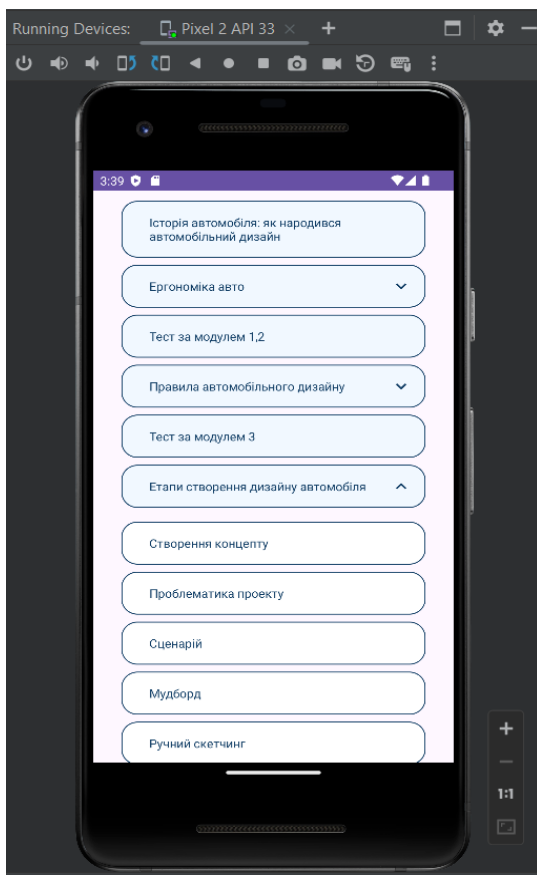 Running Devices: Pixel 2 API 33
3:39
Історія автомобіля: як народився
автомобільний дизайн
Ергономіка авто
Тест за модулем 1,2
Правила автомобільного дизайну
Тест за модулем 3
Етапи створення дизайну автомобіля
Створення концепту
Проблематика проекту
Сценарій
Мудборд
Ручний скетчинг
1:1